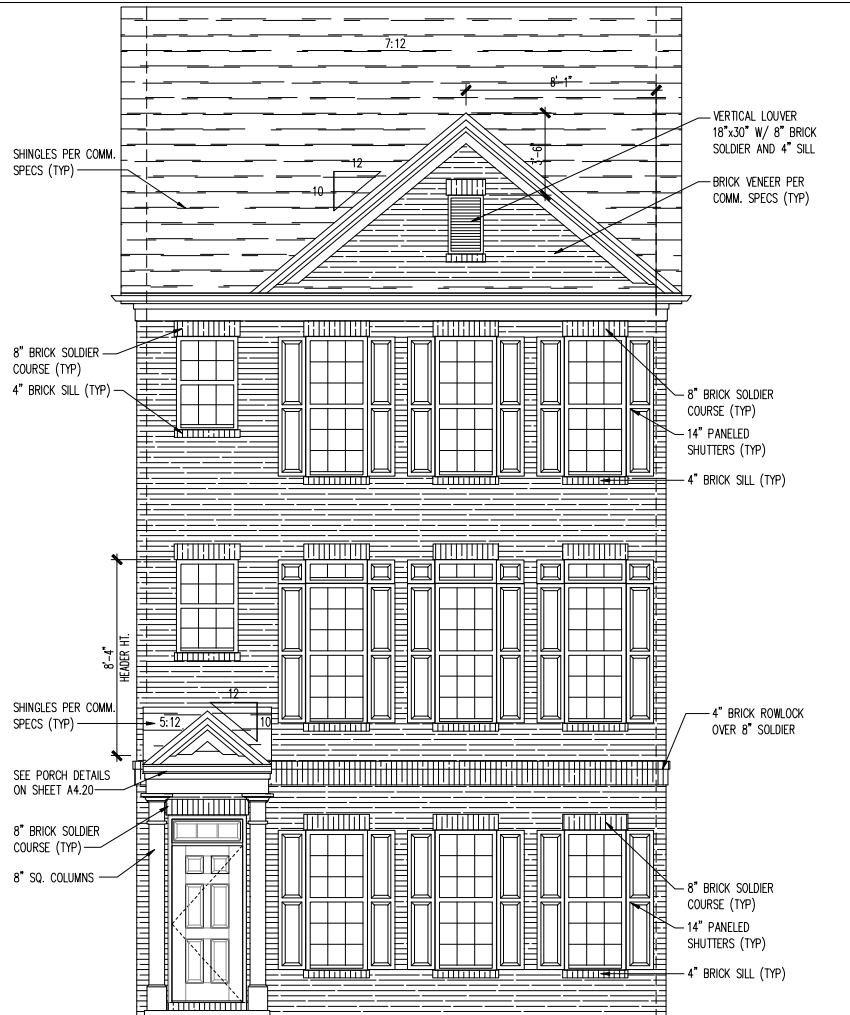 7:12
8'-1"
VERTICAL LOUVER
18"x30" W/ 8" BRICK
SOLDIER AND 4" SILL
3'-6"
SHINGLES PER COMM.
SPECS (TYP)
12
10
BRICK VENEER PER
COMM. SPECS (TYP)
8" BRICK SOLDIER
COURSE (TYP)
4" BRICK SILL (TYP)
8" BRICK SOLDIER
COURSE (TYP)
14" PANELED
SHUTTERS (TYP)
4" BRICK SILL (TYP)
8'-4"
HEADER HT.
SHINGLES PER COMM.
SPECS (TYP)
12
5:12
10
4" BRICK ROWLOCK
OVER 8" SOLDIER
SEE PORCH DETAILS
ON SHEET A4.20
8" BRICK SOLDIER
COURSE (TYP)
8" SQ. COLUMNS
8" BRICK SOLDIER
COURSE (TYP)
14" PANELED
SHUTTERS (TYP)
4" BRICK SILL (TYP)